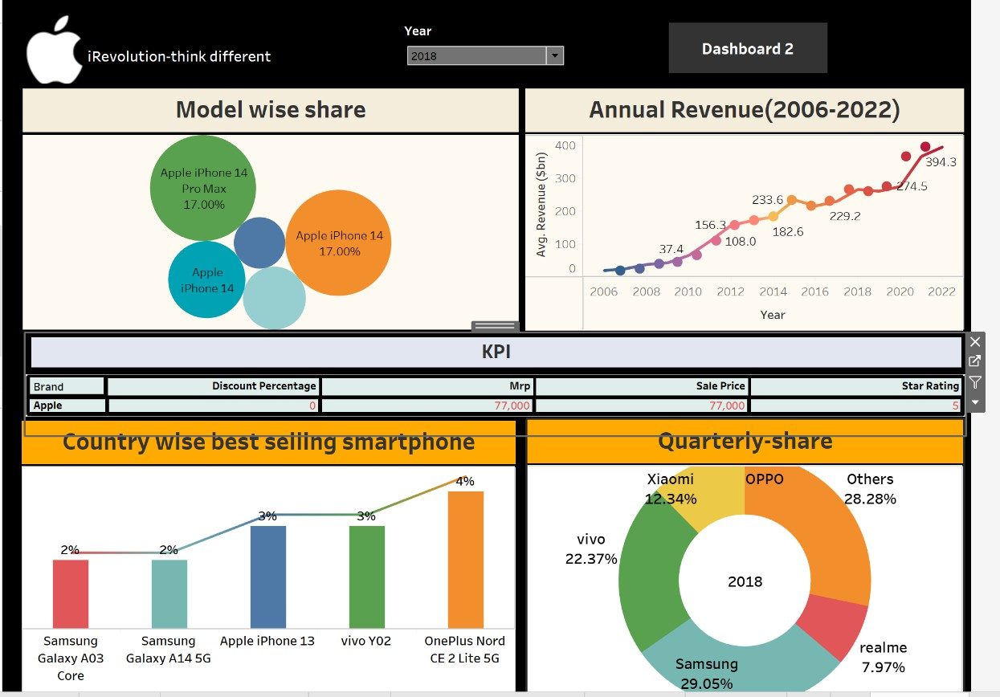 iRevolution-think different
Year
2018
Dashboard 2
Model wise share
Apple iPhone 14
Pro Max
17.00%
Apple iPhone 14
17.00%
Apple
iPhone 14
Annual Revenue(2006-2022)
Avg. Revenue ($bn)
400
300
200
100
0
37.4
156.3
108.0
233.6
182.6
229.2
274.5
394.3
2006 2008 2010 2012 2014 2016 2018 2020 2022
Year
KPI
Brand Discount Percentage Mrp Sale Price Star Rating
Apple 0 77,000 77,000 5
Country wise best selling smartphone
2% 2% 3% 3% 4%
Samsung
Galaxy A03
Core
Samsung
Galaxy A14 5G
Apple iPhone 13
vivo Y02
OnePlus Nord
CE 2 Lite 5G
Quarterly-share
Xiaomi
12.34%
OPPO
Others
28.28%
vivo
22.37%
2018
realme
7.97%
Samsung
29.05%